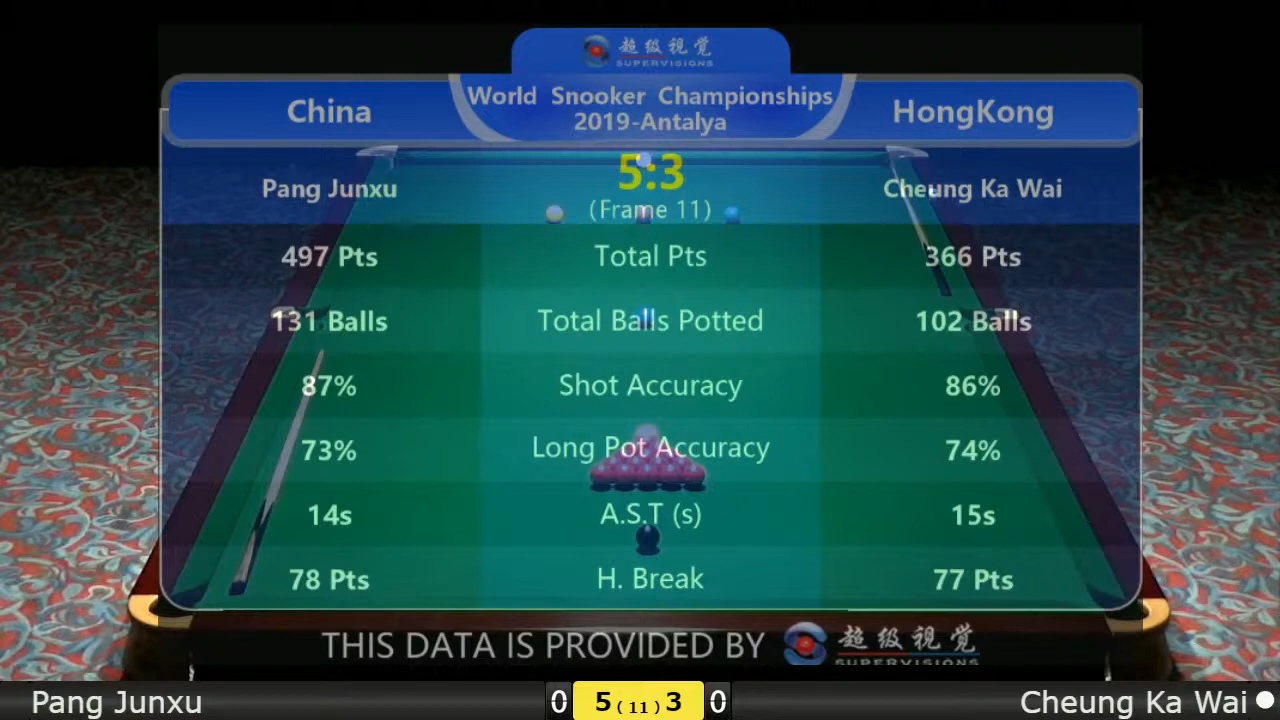 超级视觉
SUPERVISIONS
China
World Snooker Championships
2019-Antalya
HongKong
Pang Junxu
5:3
(Frame 11)
Cheung Ka Wai
497 Pts
Total Pts
366 Pts
131 Balls
Total Balls Potted
102 Balls
87%
Shot Accuracy
86%
73%
Long Pot Accuracy
74%
14s
A.S.T (s)
15s
78 Pts
H. Break
77 Pts
THIS DATA IS PROVIDED BY 超级视觉
SUPERVISIONS
Pang Junxu 0 5 (11) 3 0 Cheung Ka Wai